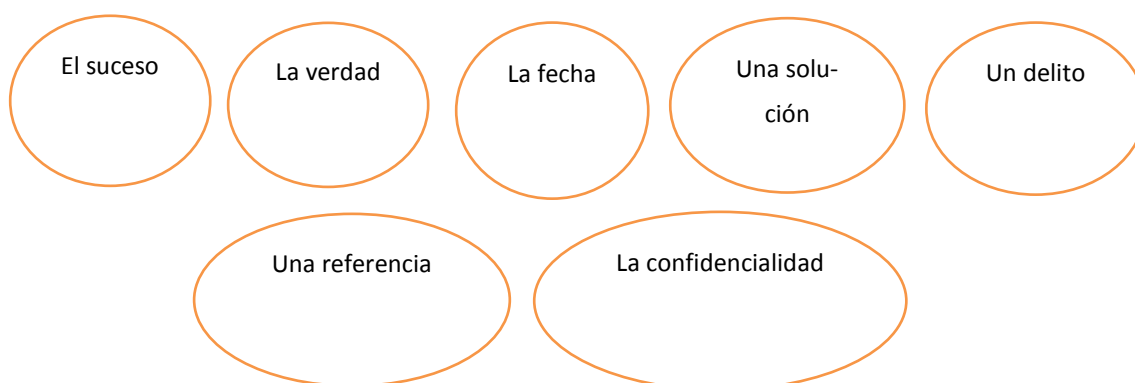 El suceso
La verdad
La fecha
Una solu-
ción
Un delito
Una referencia
La confidencialidad